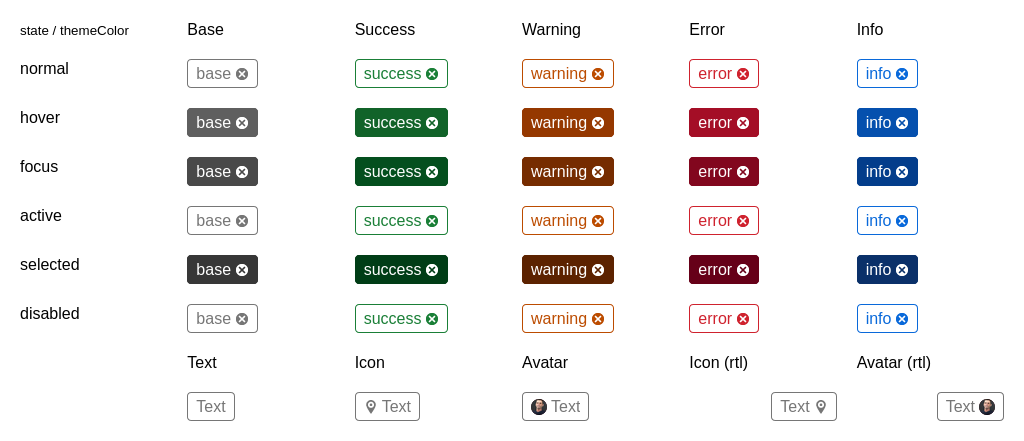 state / themeColor Base Success Warning Error Info
normal base success warning error info
hover base success warning error info
focus base success warning error info
active base success warning error info
selected base success warning error info
disabled base success warning error info
Text Icon Avatar Icon (rtl) Avatar (rtl)
Text Text Text Text Text